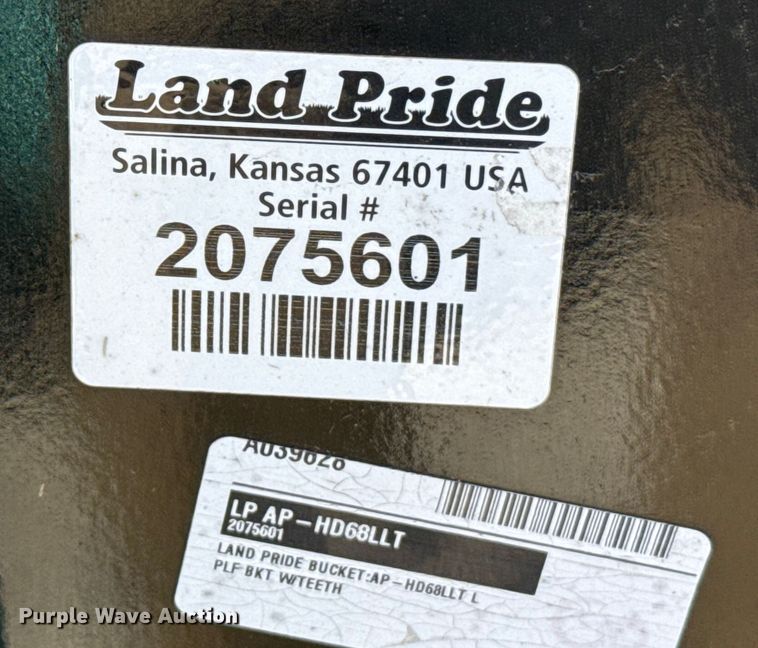 Land Pride
Salina, Kansas 67401 USA
Serial #
2075601
A039828
LP AP-HD68LLT
2075601
LAND PRIDE BUCKET:AP-HD68LLT L
PLF BKT W/TEETH
Purple Wave Auction